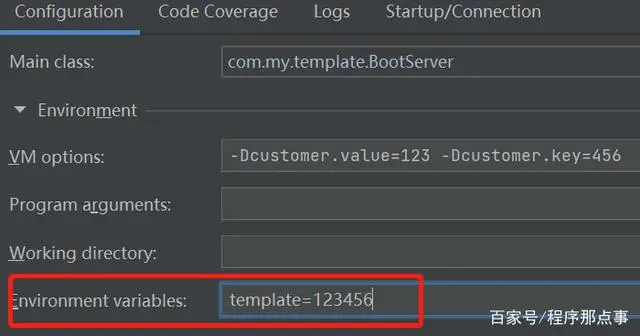 Configuration Code Coverage Logs Startup/Connection
Main class: com.my.template.BootServer
Environment
VM options: -Dcustomer.value=123 -Dcustomer.key=456
Program arguments:
Working directory:
Environment variables: template=123456
百家号/程序那点事